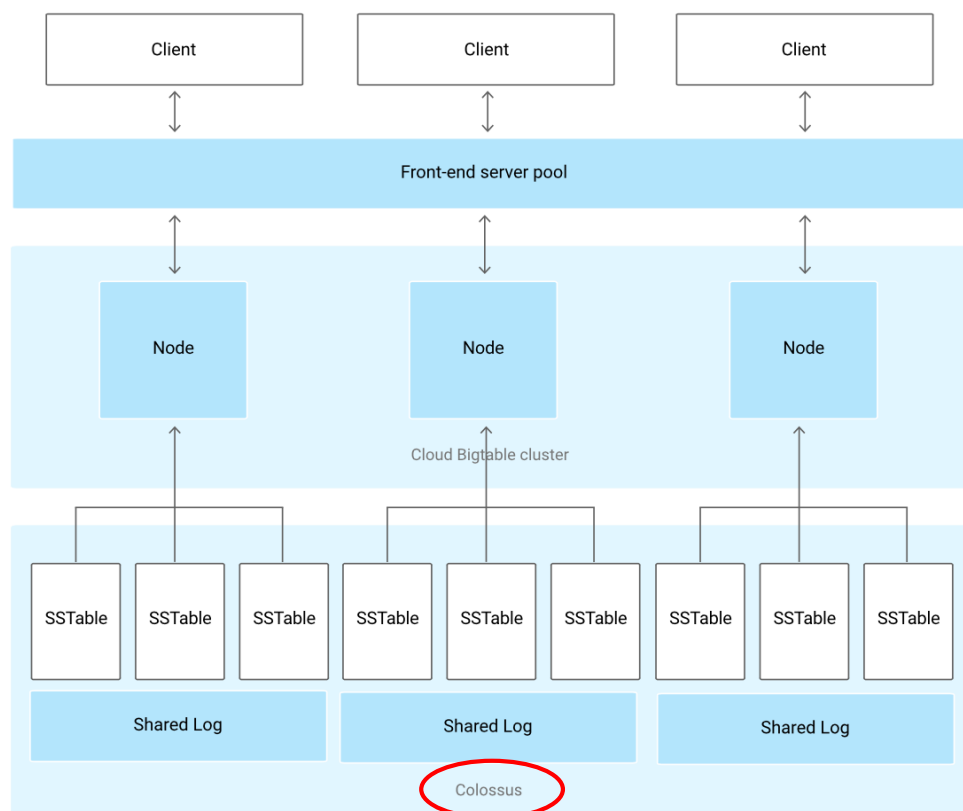 Client
Client
Client
Front-end server pool
Node
Node
Node
Cloud Bigtable cluster
SSTable
SSTable
SSTable
SSTable
SSTable
SSTable
SSTable
SSTable
SSTable
Shared Log
Shared Log
Shared Log
Colossus